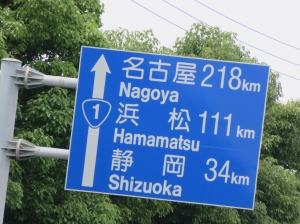 名古屋 218km
Nagoya
1
浜松 111km
Hamamatsu
静岡 34km
Shizuoka